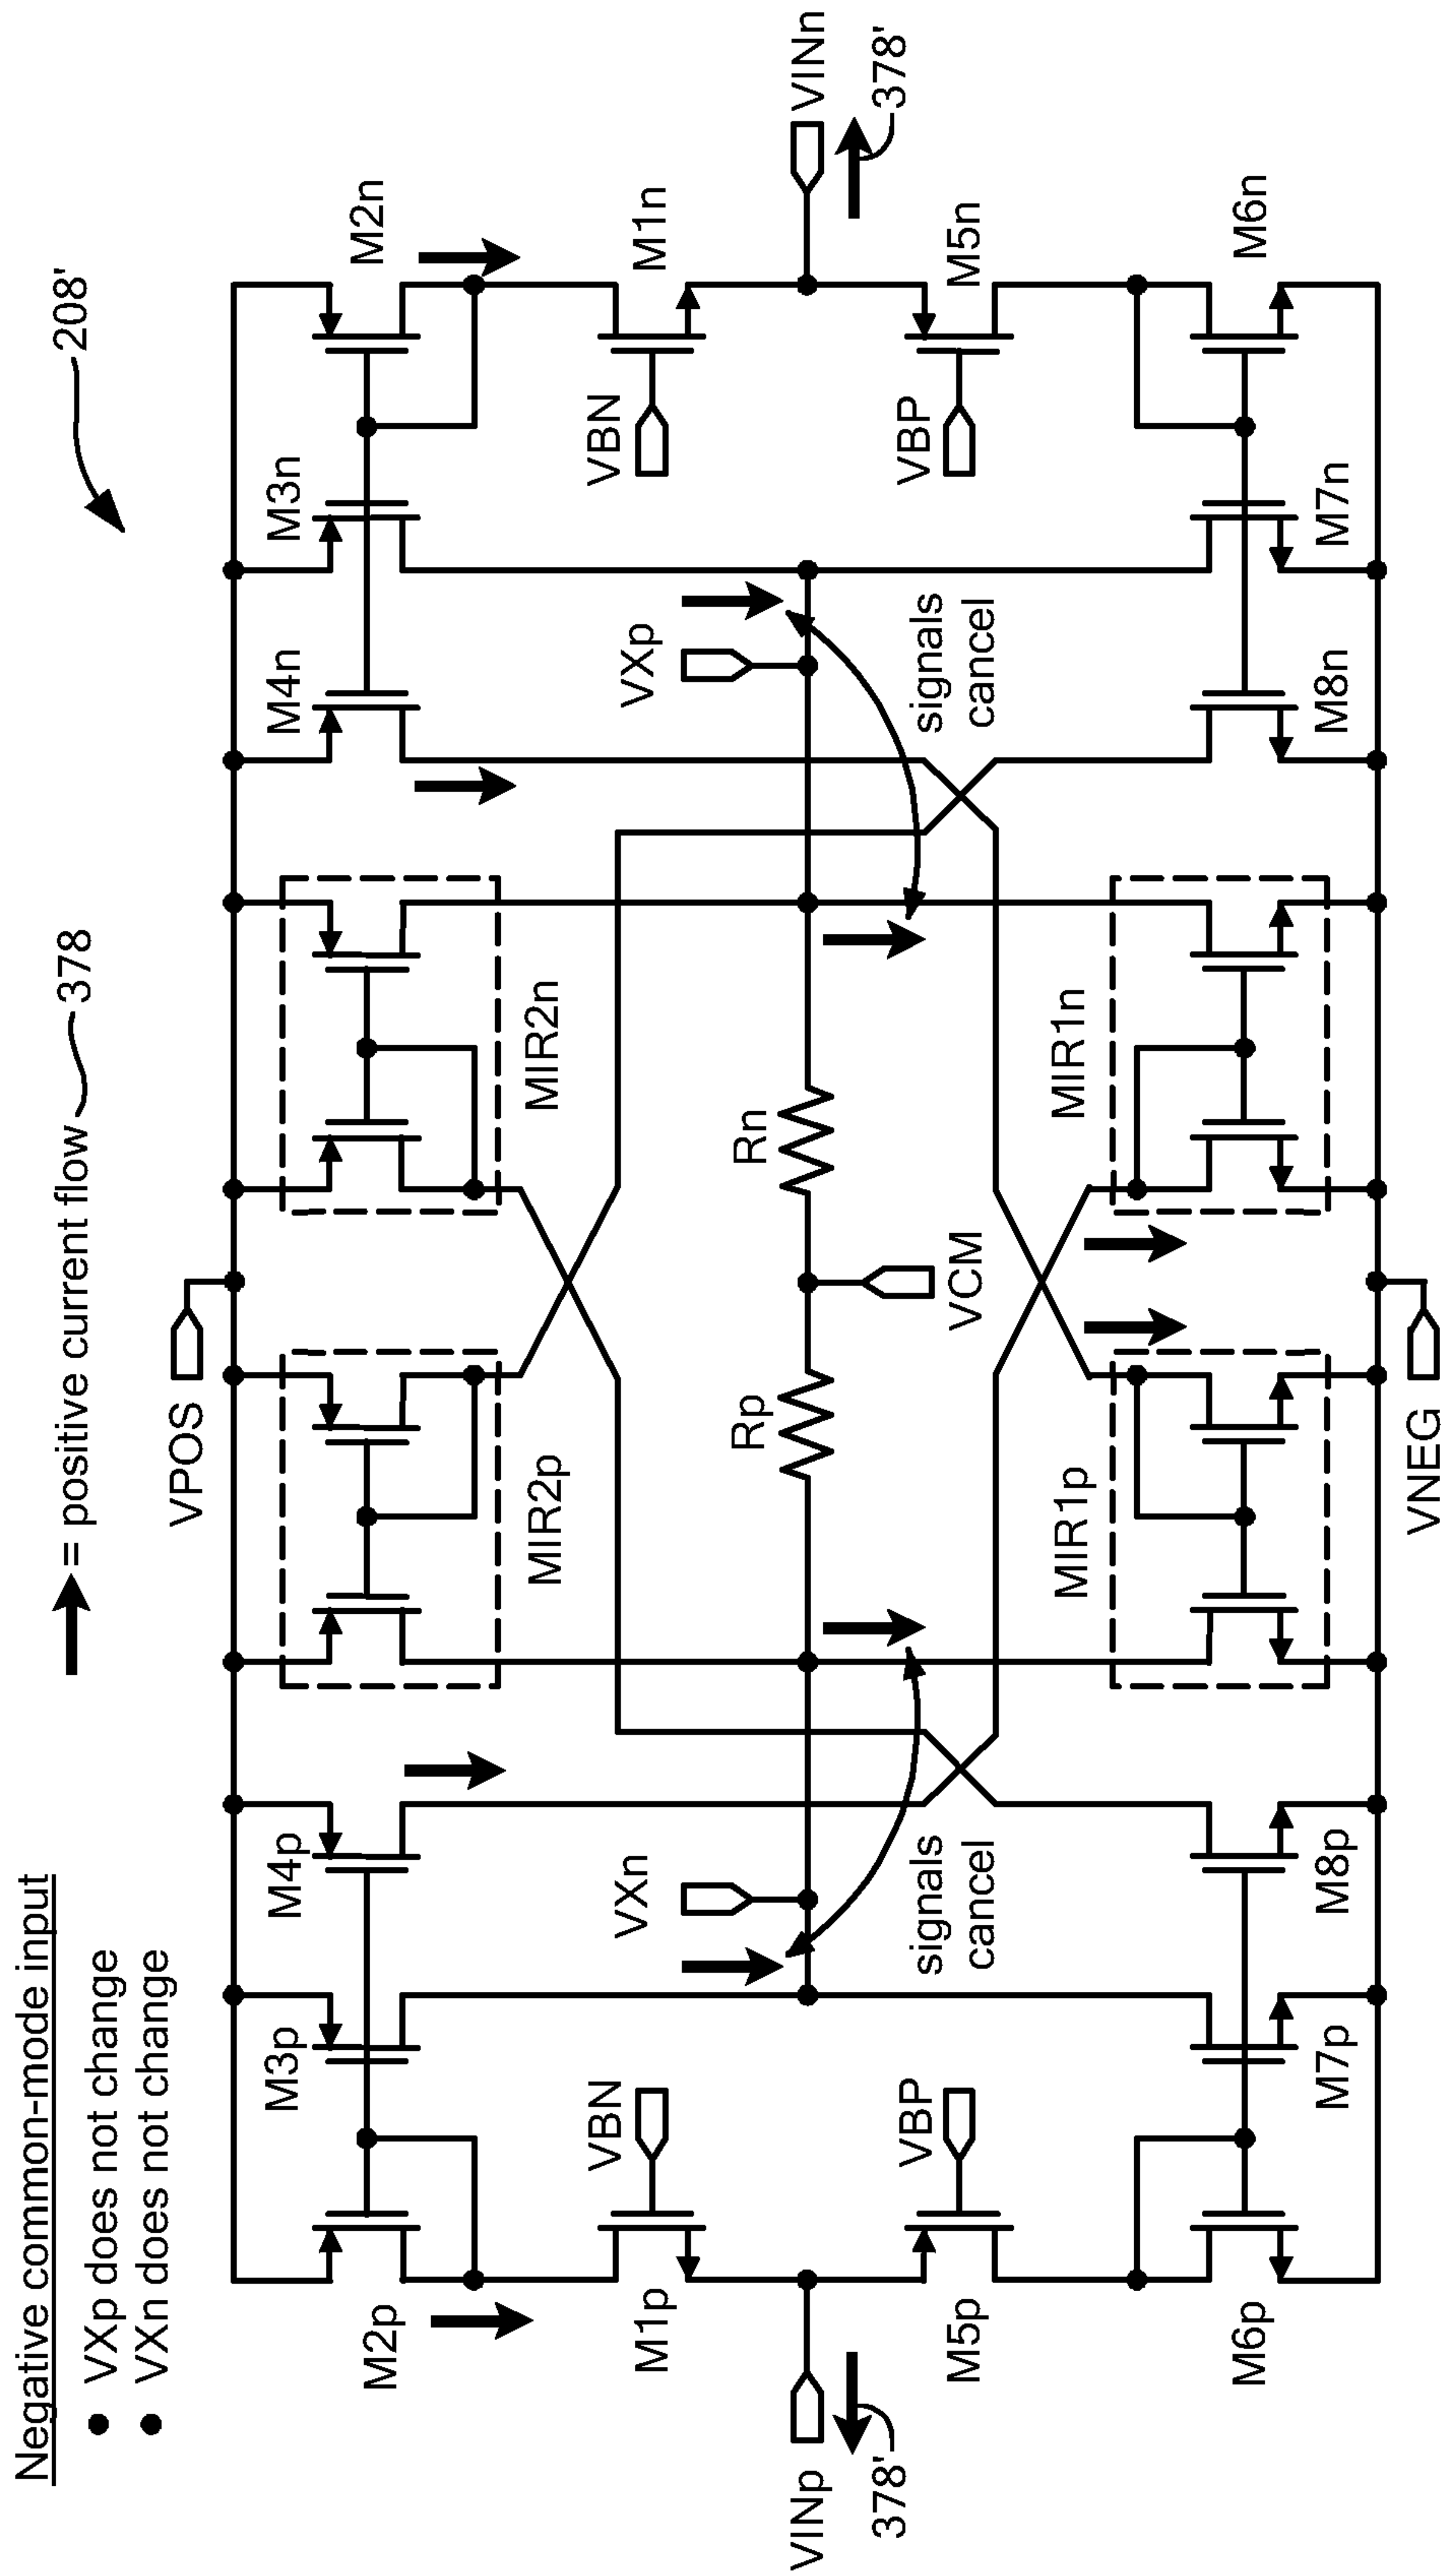 Negative common-mode input
● VXp does not change
● VXn does not change
= positive current flow 378
208'
VPOS
M2p
M3p
M4p
MIR2p
MIR2n
M4n
M3n
M2n
M1p
VBN
VXn
VXp
VBN
M1n
VINp
378'
Rp
Rn
VCM
VINn
378'
M5p
VBP
signals
cancel
signals
cancel
VBP
M5n
M6p
M7p
M8p
MIR1p
MIR1n
M8n
M7n
M6n
VNEG